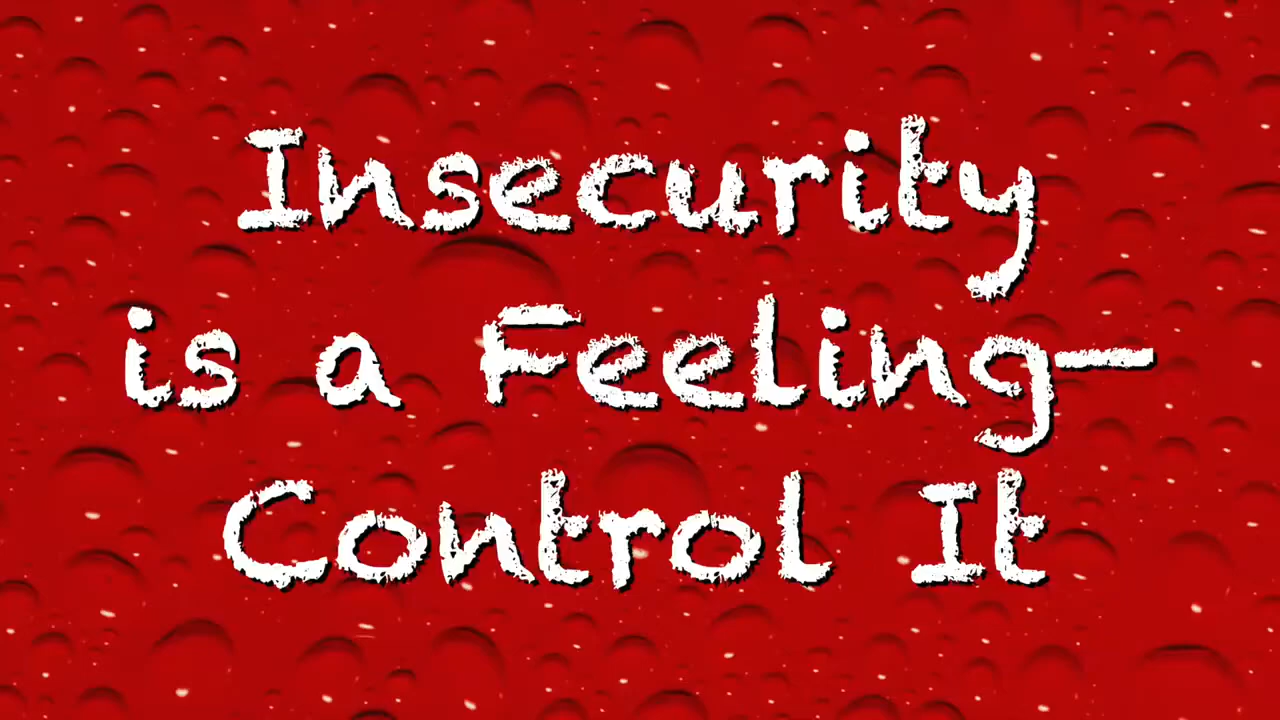 Insecurity
is a Feeling—
Control It